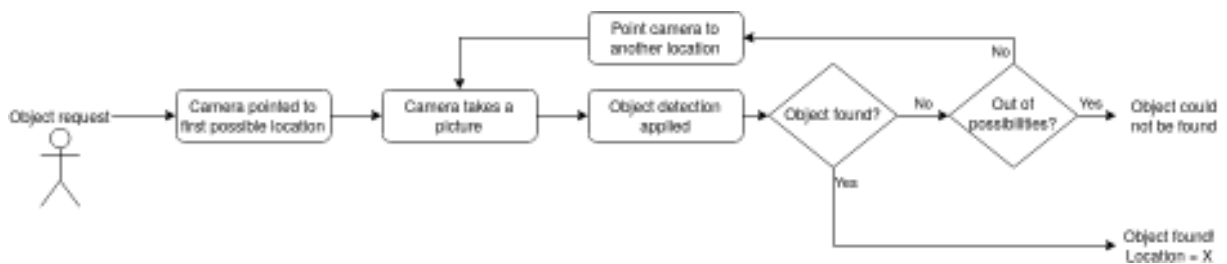 Point camera to
another location
No
Object request
Camera pointed to
first possible location
Camera takes a
picture
Object detection
applied
Object found?
No
Out of
possibilities?
Yes
Object could
not be found
Yes
Object found!
Location = X